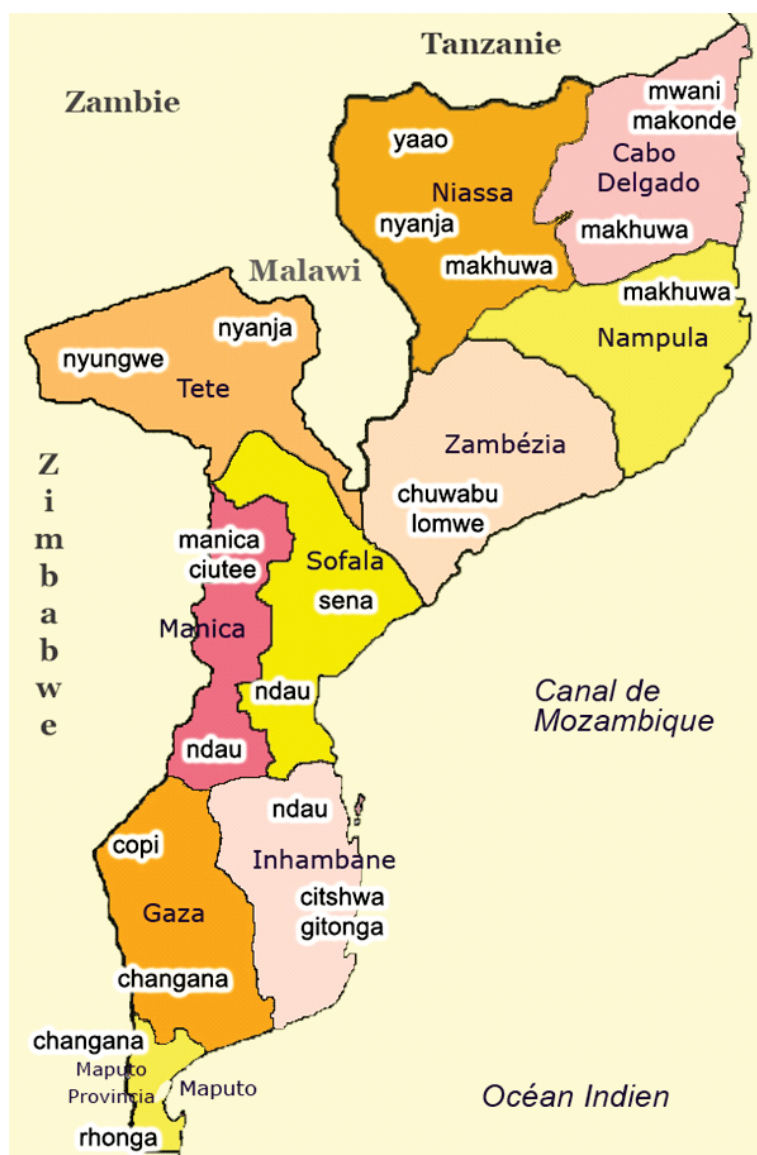 Tanzanie
Zambie
mwani
makonde
yaao
Cabo
Delgado
Niassa
nyanja
makhuwa
makhuwa
Malawi
makhuwa
nyanja
Nampula
nyungwe
Tete
Zambézia
Zimbabwe
chuwabu
lomwe
manica
ciutee
Sofala
sena
Manica
ndau
Canal de
Mozambique
ndau
ndau
copi
Inhambane
citshwa
gitonga
Gaza
changana
changana
Maputo
Provincia
Maputo
Océan Indien
rhonga